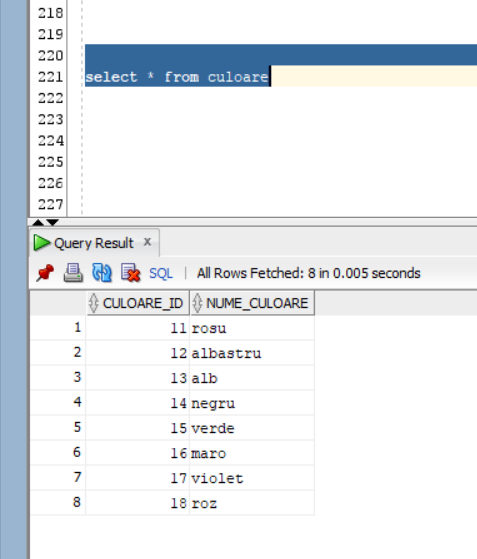 218
219
220
221 select * from culoare
222
223
224
225
226
227
Query Result x
SQL | All Rows Fetched: 8 in 0.005 seconds
CULOARE_ID NUME_CULOARE
1 11 rosu
2 12 albastru
3 13 alb
4 14 negru
5 15 verde
6 16 maro
7 17 violet
8 18 roz